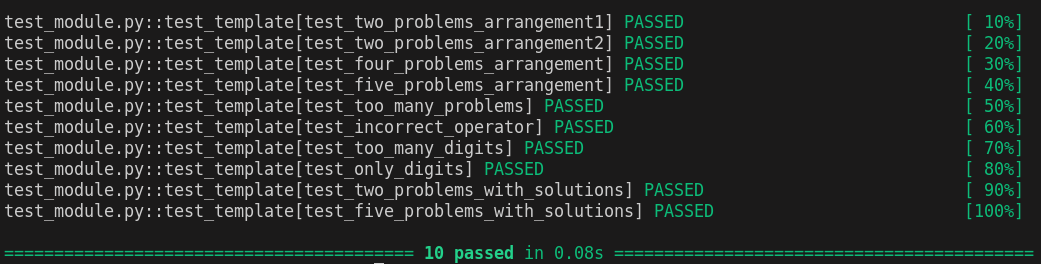 test_module.py::test_template[test_two_problems_arrangement1] PASSED [ 10%]
test_module.py::test_template[test_two_problems_arrangement2] PASSED [ 20%]
test_module.py::test_template[test_four_problems_arrangement] PASSED [ 30%]
test_module.py::test_template[test_five_problems_arrangement] PASSED [ 40%]
test_module.py::test_template[test_too_many_problems] PASSED [ 50%]
test_module.py::test_template[test_incorrect_operator] PASSED [ 60%]
test_module.py::test_template[test_too_many_digits] PASSED [ 70%]
test_module.py::test_template[test_only_digits] PASSED [ 80%]
test_module.py::test_template[test_two_problems_with_solutions] PASSED [ 90%]
test_module.py::test_template[test_five_problems_with_solutions] PASSED [100%]
========================================= 10 passed in 0.08s ==========================================